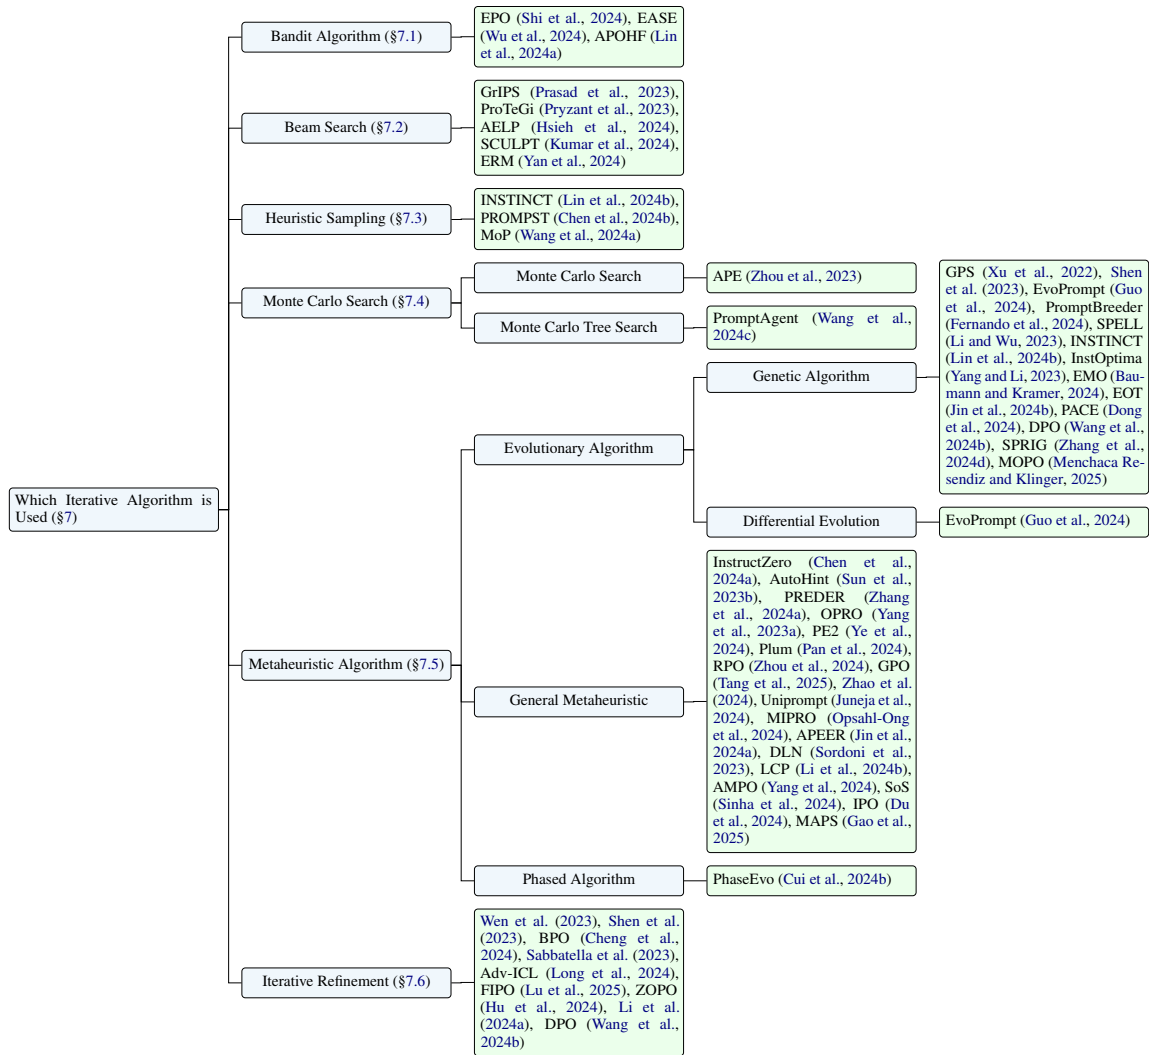 Which Iterative Algorithm is
Used (§7)
Bandit Algorithm (§7.1)
EPO (Shi et al., 2024), EASE
(Wu et al., 2024), APOHF (Lin
et al., 2024a)
Beam Search (§7.2)
GrIPS (Prasad et al., 2023),
ProTeGi (Pryzant et al., 2023),
AELP (Hsieh et al., 2024),
SCULPT (Kumar et al., 2024),
ERM (Yan et al., 2024)
Heuristic Sampling (§7.3)
INSTINCT (Lin et al., 2024b),
PROMPST (Chen et al., 2024b),
MoP (Wang et al., 2024a)
Monte Carlo Search (§7.4)
Monte Carlo Search
APE (Zhou et al., 2023)
Monte Carlo Tree Search
PromptAgent (Wang et al.,
2024c)
Metaheuristic Algorithm (§7.5)
Evolutionary Algorithm
Genetic Algorithm
GPS (Xu et al., 2022), Shen
et al. (2023), EvoPrompt (Guo
et al., 2024), PromptBreeder
(Fernando et al., 2024), SPELL
(Li and Wu, 2023), INSTINCT
(Lin et al., 2024b), InstOptima
(Yang and Li, 2023), EMO (Bau-
mann and Kramer, 2024), EOT
(Jin et al., 2024b), PACE (Dong
et al., 2024), DPO (Wang et al.,
2024b), SPRIG (Zhang et al.,
2024d), MOPO (Menchaca Re-
sendiz and Klinger, 2025)
Differential Evolution
EvoPrompt (Guo et al., 2024)
General Metaheuristic
InstructZero (Chen et al.,
2024a), AutoHint (Sun et al.,
2023b), PREDER (Zhang
et al., 2024a), OPRO (Yang
et al., 2023a), PE2 (Ye et al.,
2024), Plum (Pan et al., 2024),
RPO (Zhou et al., 2024), GPO
(Tang et al., 2025), Zhao et al.
(2024), Uniprompt (Juneja et al.,
2024), MIPRO (Opsahl-Ong
et al., 2024), APEER (Jin et al.,
2024a), DLN (Sordoni et al.,
2023), LCP (Li et al., 2024b),
AMPO (Yang et al., 2024), SoS
(Sinha et al., 2024), IPO (Du
et al., 2024), MAPS (Gao et al.,
2025)
Phased Algorithm
PhaseEvo (Cui et al., 2024b)
Iterative Refinement (§7.6)
Wen et al. (2023), Shen et al.
(2023), BPO (Cheng et al.,
2024), Sabbatella et al. (2023),
Adv-ICL (Long et al., 2024),
FIPO (Lu et al., 2025), ZOPO
(Hu et al., 2024), Li et al.
(2024a), DPO (Wang et al.,
2024b)